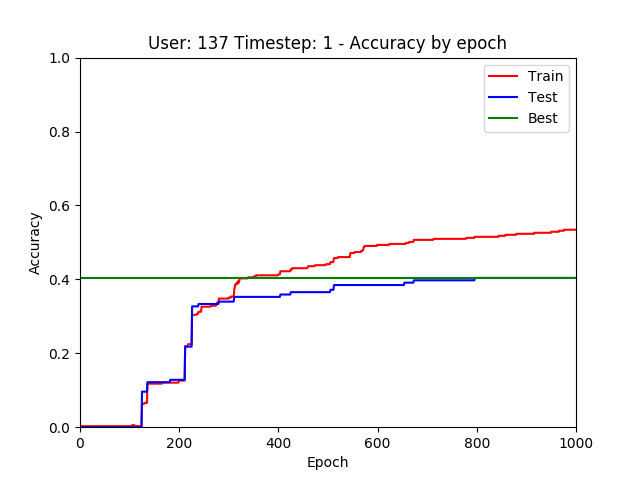 User: 137 Timestep: 1 - Accuracy by epoch
1.0
0.8
0.6
0.4
0.2
0.0
Accuracy
Train
Test
Best
0 200 400 600 800 1000
Epoch